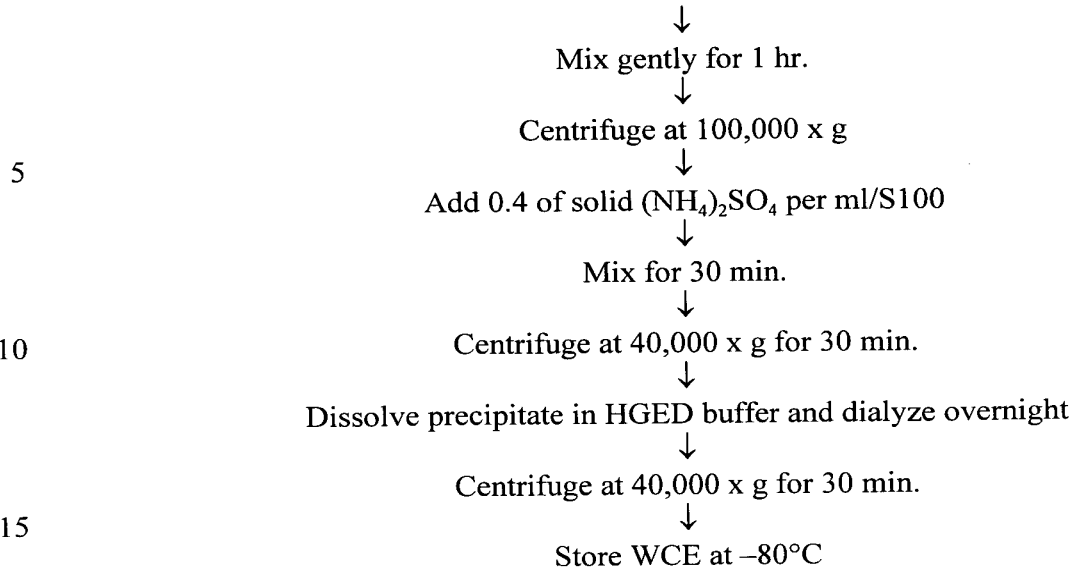 ↓
Mix gently for 1 hr.
↓
Centrifuge at 100,000 x g
5
↓
Add 0.4 of solid (NH₄)₂SO₄ per ml/S100
↓
Mix for 30 min.
↓
10
Centrifuge at 40,000 x g for 30 min.
↓
Dissolve precipitate in HGED buffer and dialyze overnight
↓
Centrifuge at 40,000 x g for 30 min.
↓
15
Store WCE at –80°C